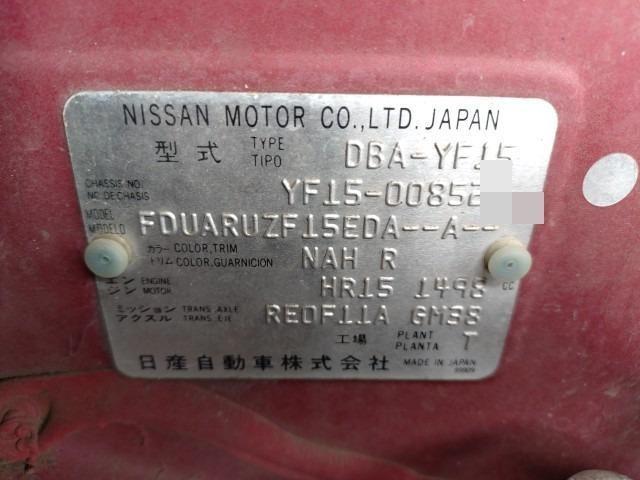 NISSAN MOTOR CO.,LTD. JAPAN
型式 TYPE TIPO DBA-YF15
CHASSIS NO. NO. DE CHASIS YF15-00852
MODEL MODELO FDUARUZF15EDA--A--
カラー トリム COLOR,TRIM COLOR,GUARNICION NAH R
エンジン ENGINE MOTOR HR15 1498 CC
ミッション アクスル TRANS. AXLE TRANS. EJE RE0F11A GM38
工場 PLANT PLANTA T
日産自動車株式会社 MADE IN JAPAN